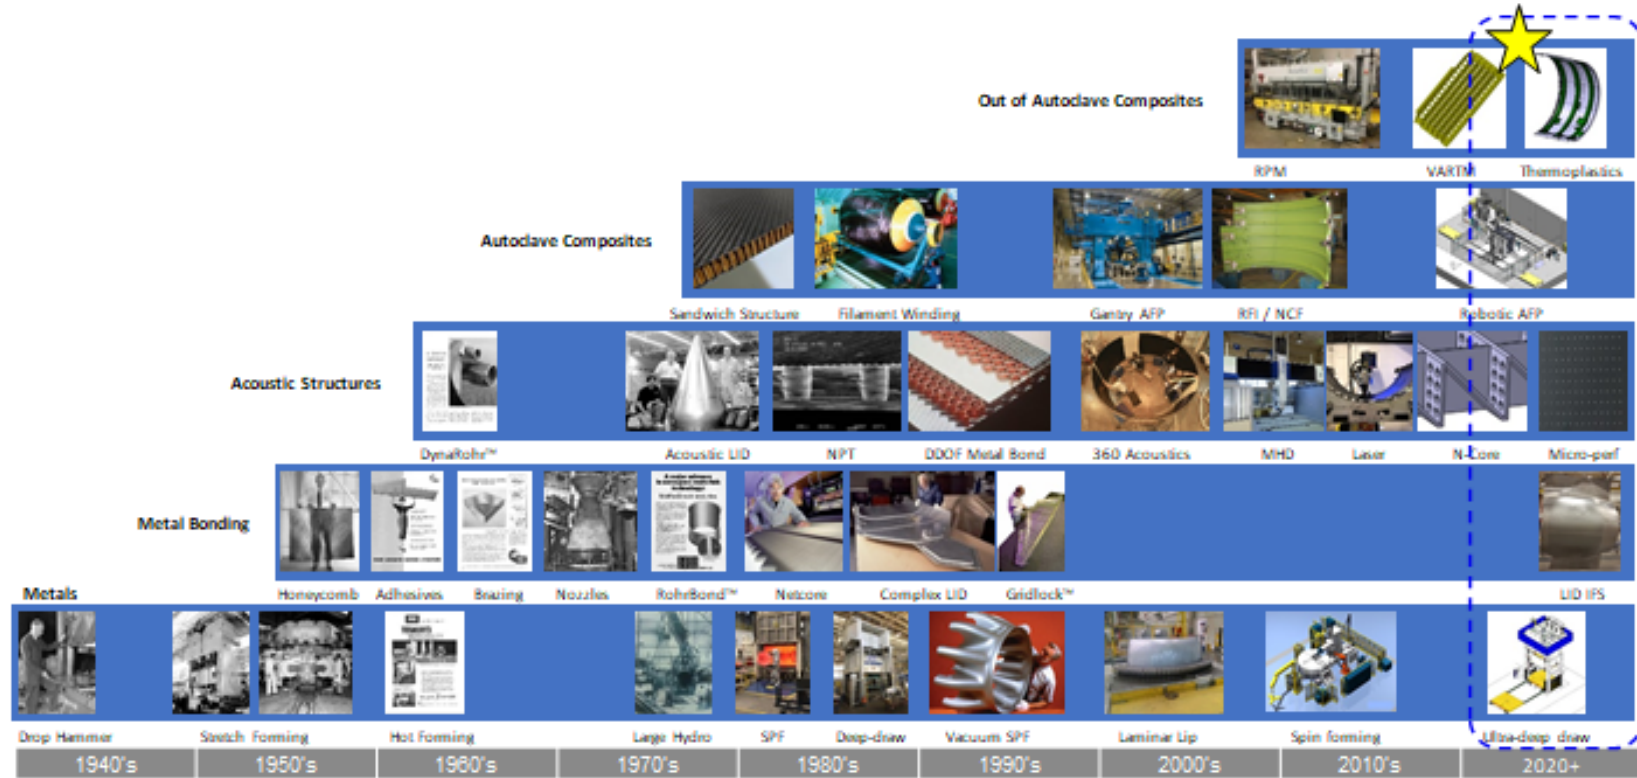 Out of Autoclave Composites
RPM VARTM Thermoplastics
Autoclave Composites
Sandwich Structure Filament Winding Gantry AFP RFI / NCF Robotic AFP
Acoustic Structures
DynaRohr™ Acoustic LID NPT DDOF Metal Bond 360 Acoustics MHD Laser N-Core Micro-perf
Metal Bonding
Honeycomb Adhesives Brazing Nozzles RohrBond™ Netcore Complex LID Gridlock™ LID IFS
Metals
Drop Hammer Stretch Forming Hot Forming Large Hydro SPF Deep-draw Vacuum SPF Laminar Lip Spin forming Ultra-deep draw
1940's 1950's 1960's 1970's 1980's 1990's 2000's 2010's 2020+